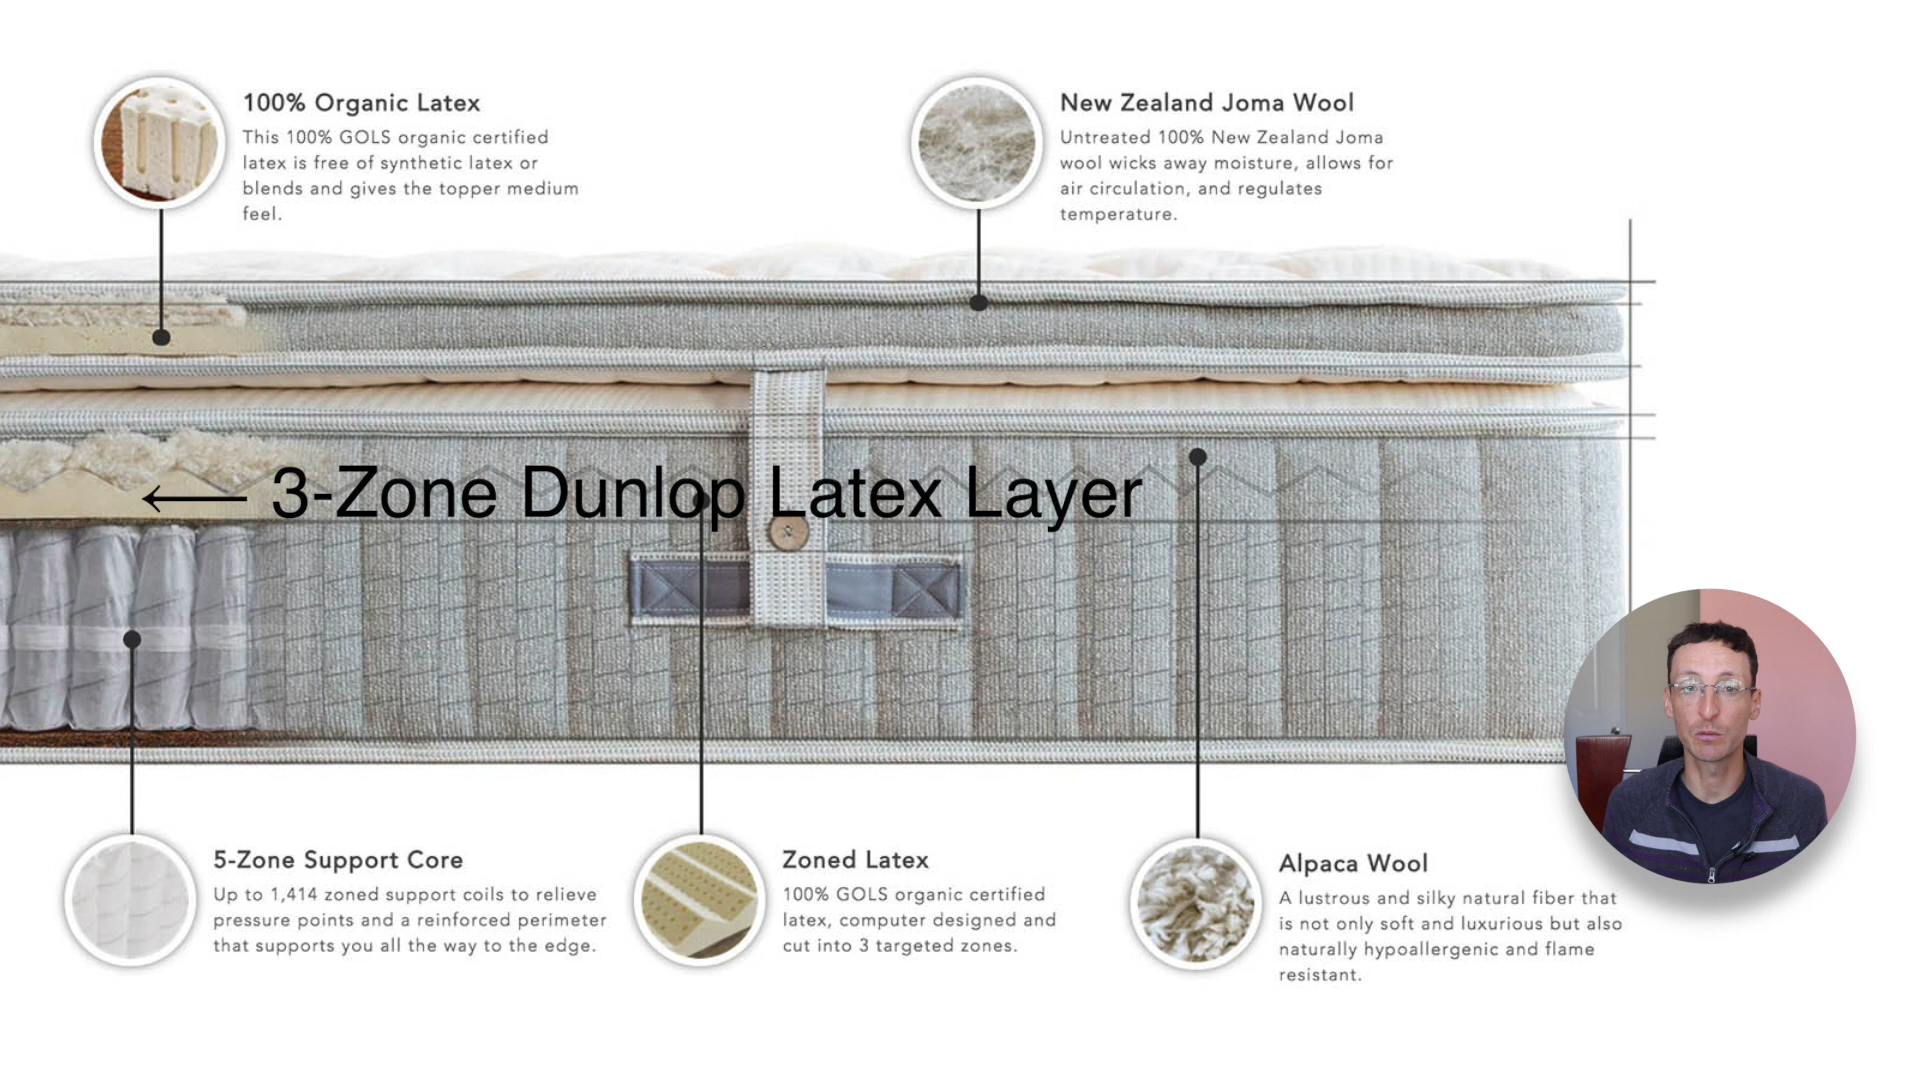 100% Organic Latex
This 100% GOLS organic certified
latex is free of synthetic latex or
blends and gives the topper medium
feel.
New Zealand Joma Wool
Untreated 100% New Zealand Joma
wool wicks away moisture, allows for
air circulation, and regulates
temperature.
← 3-Zone Dunlop Latex Layer
5-Zone Support Core
Up to 1,414 zoned support coils to relieve
pressure points and a reinforced perimeter
that supports you all the way to the edge.
Zoned Latex
100% GOLS organic certified
latex, computer designed and
cut into 3 targeted zones.
Alpaca Wool
A lustrous and silky natural fiber that
is not only soft and luxurious but also
naturally hypoallergenic and flame
resistant.